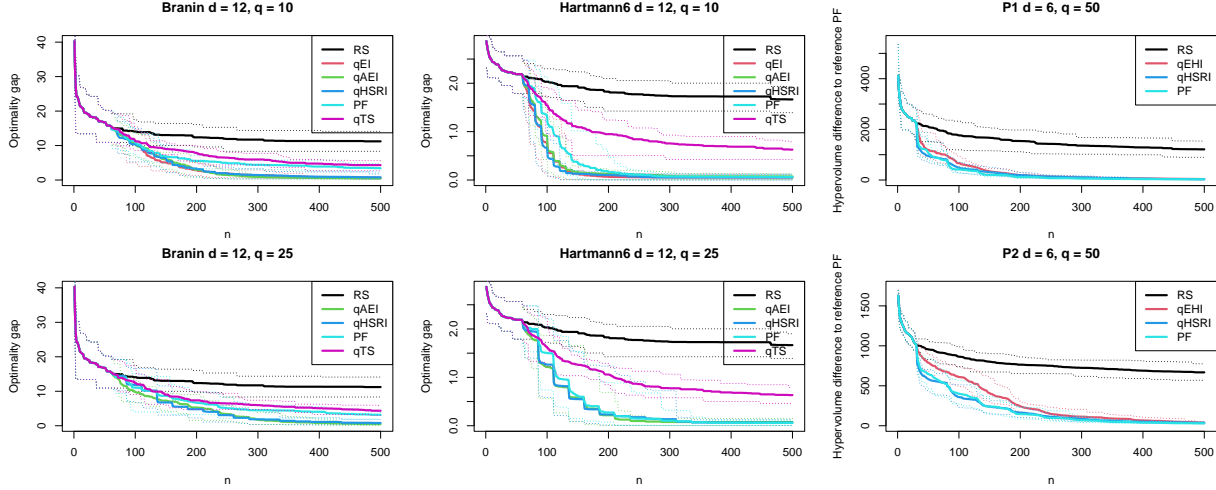 Branin d = 12, q = 10
Optimality gap
40
30
20
10
0
0 100 200 300 400 500
n
RS
qEI
qAEI
qHSRI
PF
qTS
Hartmann6 d = 12, q = 10
Optimality gap
2.0
1.0
0.0
0 100 200 300 400 500
n
RS
qEI
qAEI
qHSRI
PF
qTS
P1 d = 6, q = 50
Hypervolume difference to reference PF
4000
2000
0
0 100 200 300 400 500
n
RS
qEHI
qHSRI
PF
Branin d = 12, q = 25
Optimality gap
40
30
20
10
0
0 100 200 300 400 500
n
RS
qAEI
qHSRI
PF
qTS
Hartmann6 d = 12, q = 25
Optimality gap
2.0
1.0
0.0
0 100 200 300 400 500
n
RS
qAEI
qHSRI
PF
qTS
P2 d = 6, q = 50
Hypervolume difference to reference PF
1500
1000
500
0
0 100 200 300 400 500
n
RS
qEHI
qHSRI
PF